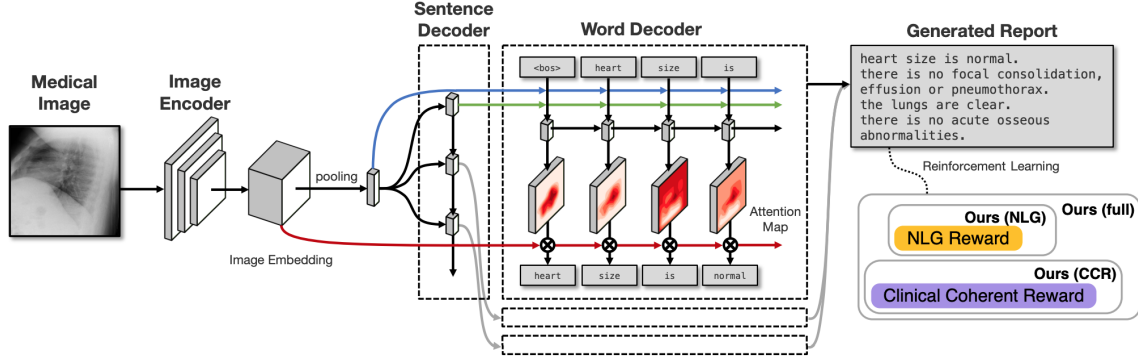 Medical
Image
Image
Encoder
pooling
Image Embedding
Sentence
Decoder
Word Decoder
<bos>
heart
size
is
Attention
Map
heart
size
is
normal
Generated Report
heart size is normal.
there is no focal consolidation,
effusion or pneumothorax.
the lungs are clear.
there is no acute osseous
abnormalities.
Reinforcement Learning
Ours (full)
Ours (NLG)
NLG Reward
Ours (CCR)
Clinical Coherent Reward